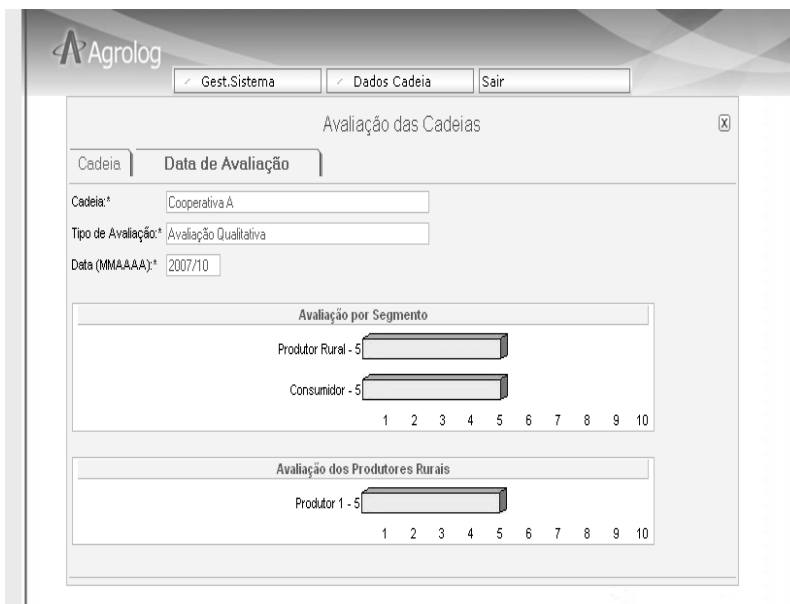 Agrolog
Gest.Sistema Dados Cadeia Sair
Avaliação das Cadeias X
Cadeia Data de Avaliação
Cadeia:* Cooperativa A
Tipo de Avaliação:* Avaliação Qualitativa
Data (MMAAAA):* 2007/10
Avaliação por Segmento
Produtor Rural - 5
Consumidor - 5
1 2 3 4 5 6 7 8 9 10
Avaliação dos Produtores Rurais
Produtor 1 - 5
1 2 3 4 5 6 7 8 9 10